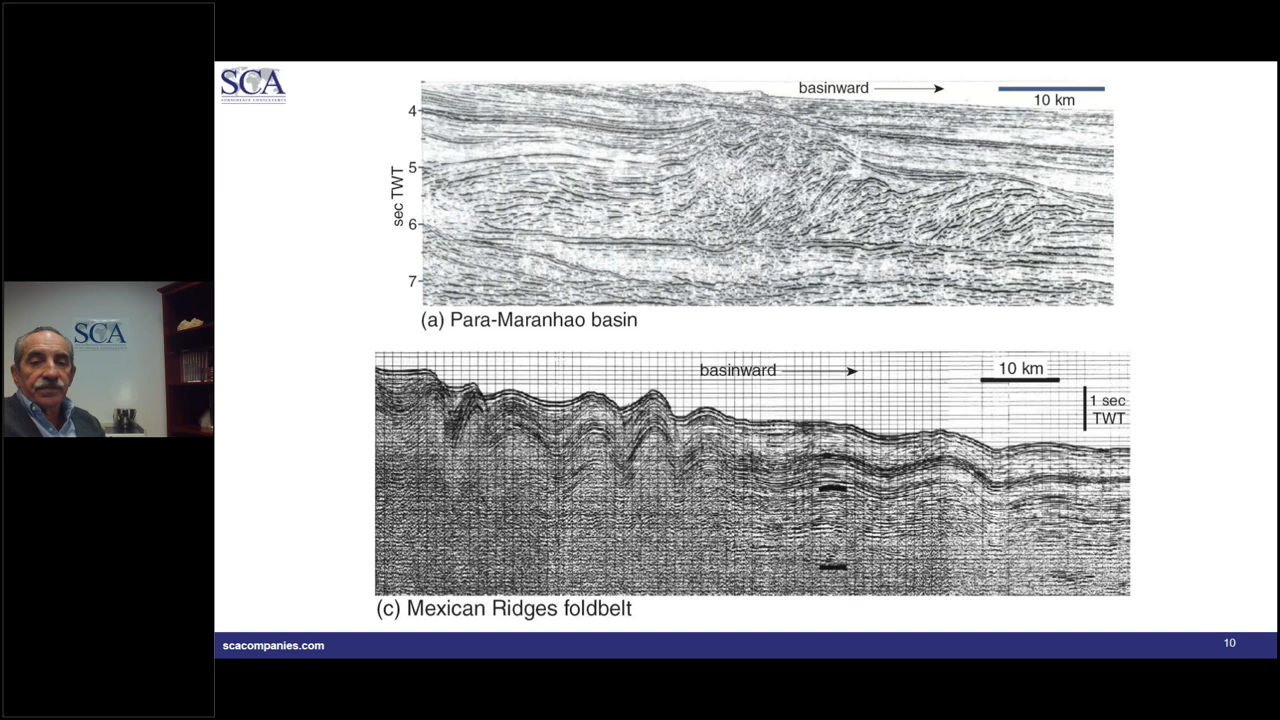 SCA
SUBSURFACE CONSULTANTS
basinward
10 km
4
5
6
7
sec TWT
(a) Para-Maranhao basin
SCA
basinward
10 km
1 sec
TWT
(c) Mexican Ridges foldbelt
scacompanies.com
10